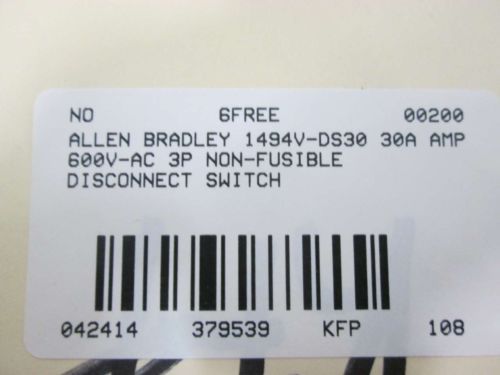 NO 6FREE 00200
ALLEN BRADLEY 1494V-DS30 30A AMP
600V-AC 3P NON-FUSIBLE
DISCONNECT SWITCH
042414 379539 KFP 108